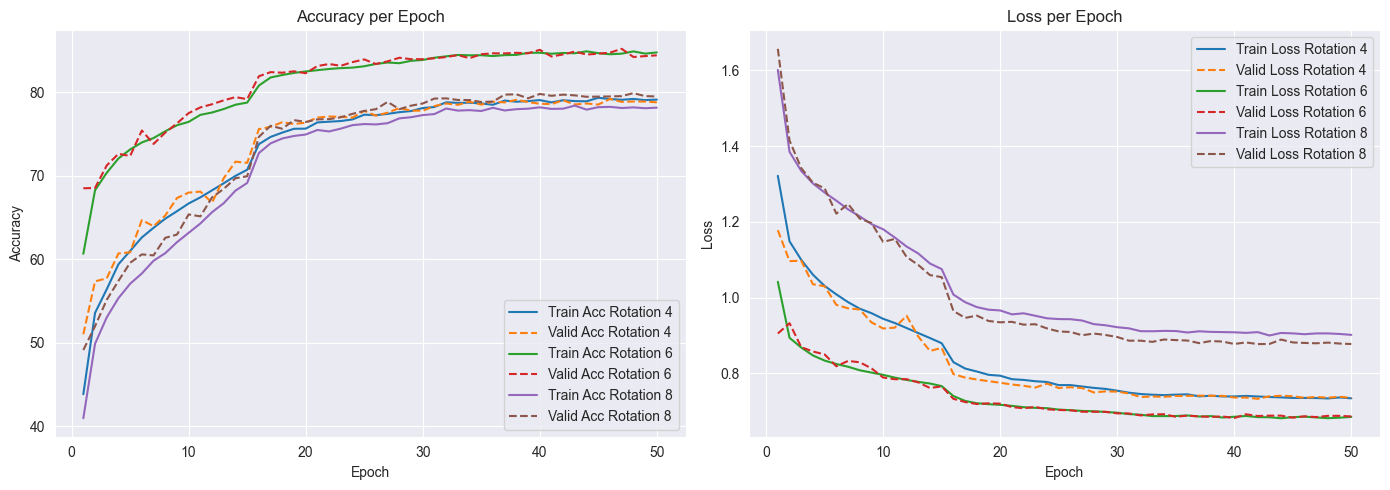 Accuracy per Epoch
80
70
60
50
40
Accuracy
0
10
20
30
40
50
Epoch
Train Acc Rotation 4
Valid Acc Rotation 4
Train Acc Rotation 6
Valid Acc Rotation 6
Train Acc Rotation 8
Valid Acc Rotation 8
Loss per Epoch
1.6
1.4
1.2
1.0
0.8
Loss
0
10
20
30
40
50
Epoch
Train Loss Rotation 4
Valid Loss Rotation 4
Train Loss Rotation 6
Valid Loss Rotation 6
Train Loss Rotation 8
Valid Loss Rotation 8